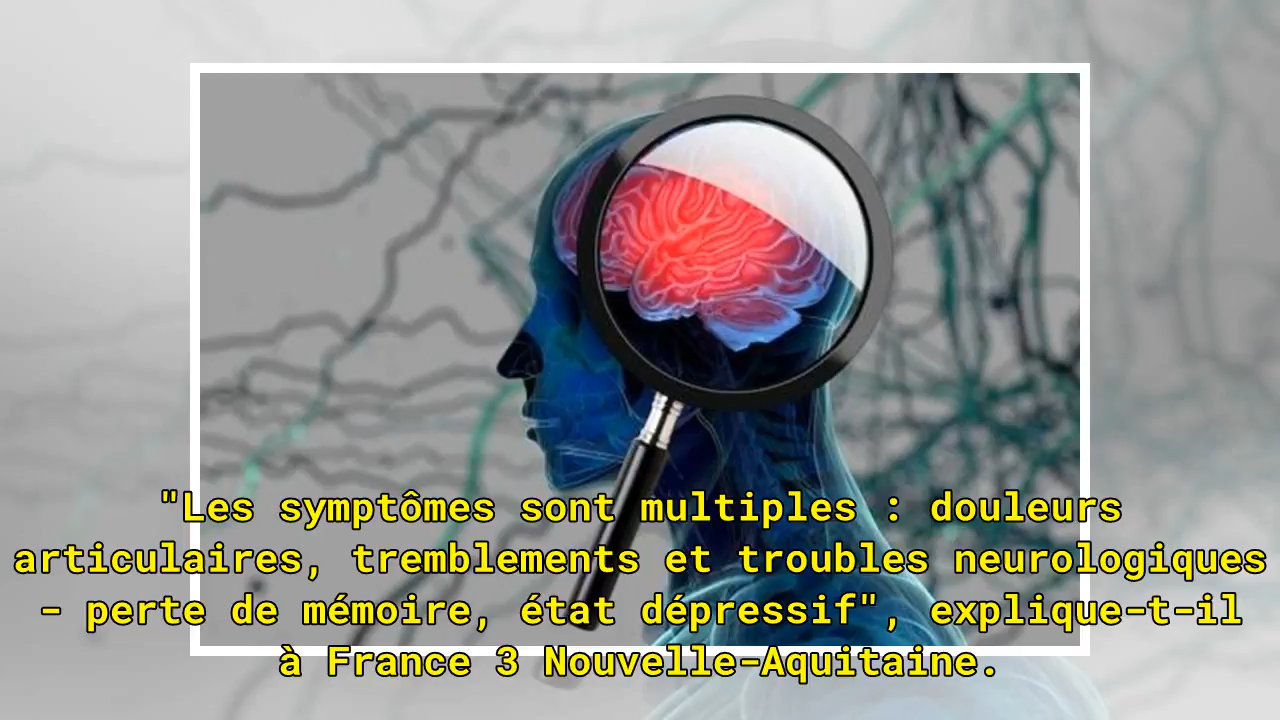 "Les symptômes sont multiples : douleurs
articulaires, tremblements et troubles neurologiques
- perte de mémoire, état dépressif", explique-t-il
à France 3 Nouvelle-Aquitaine.